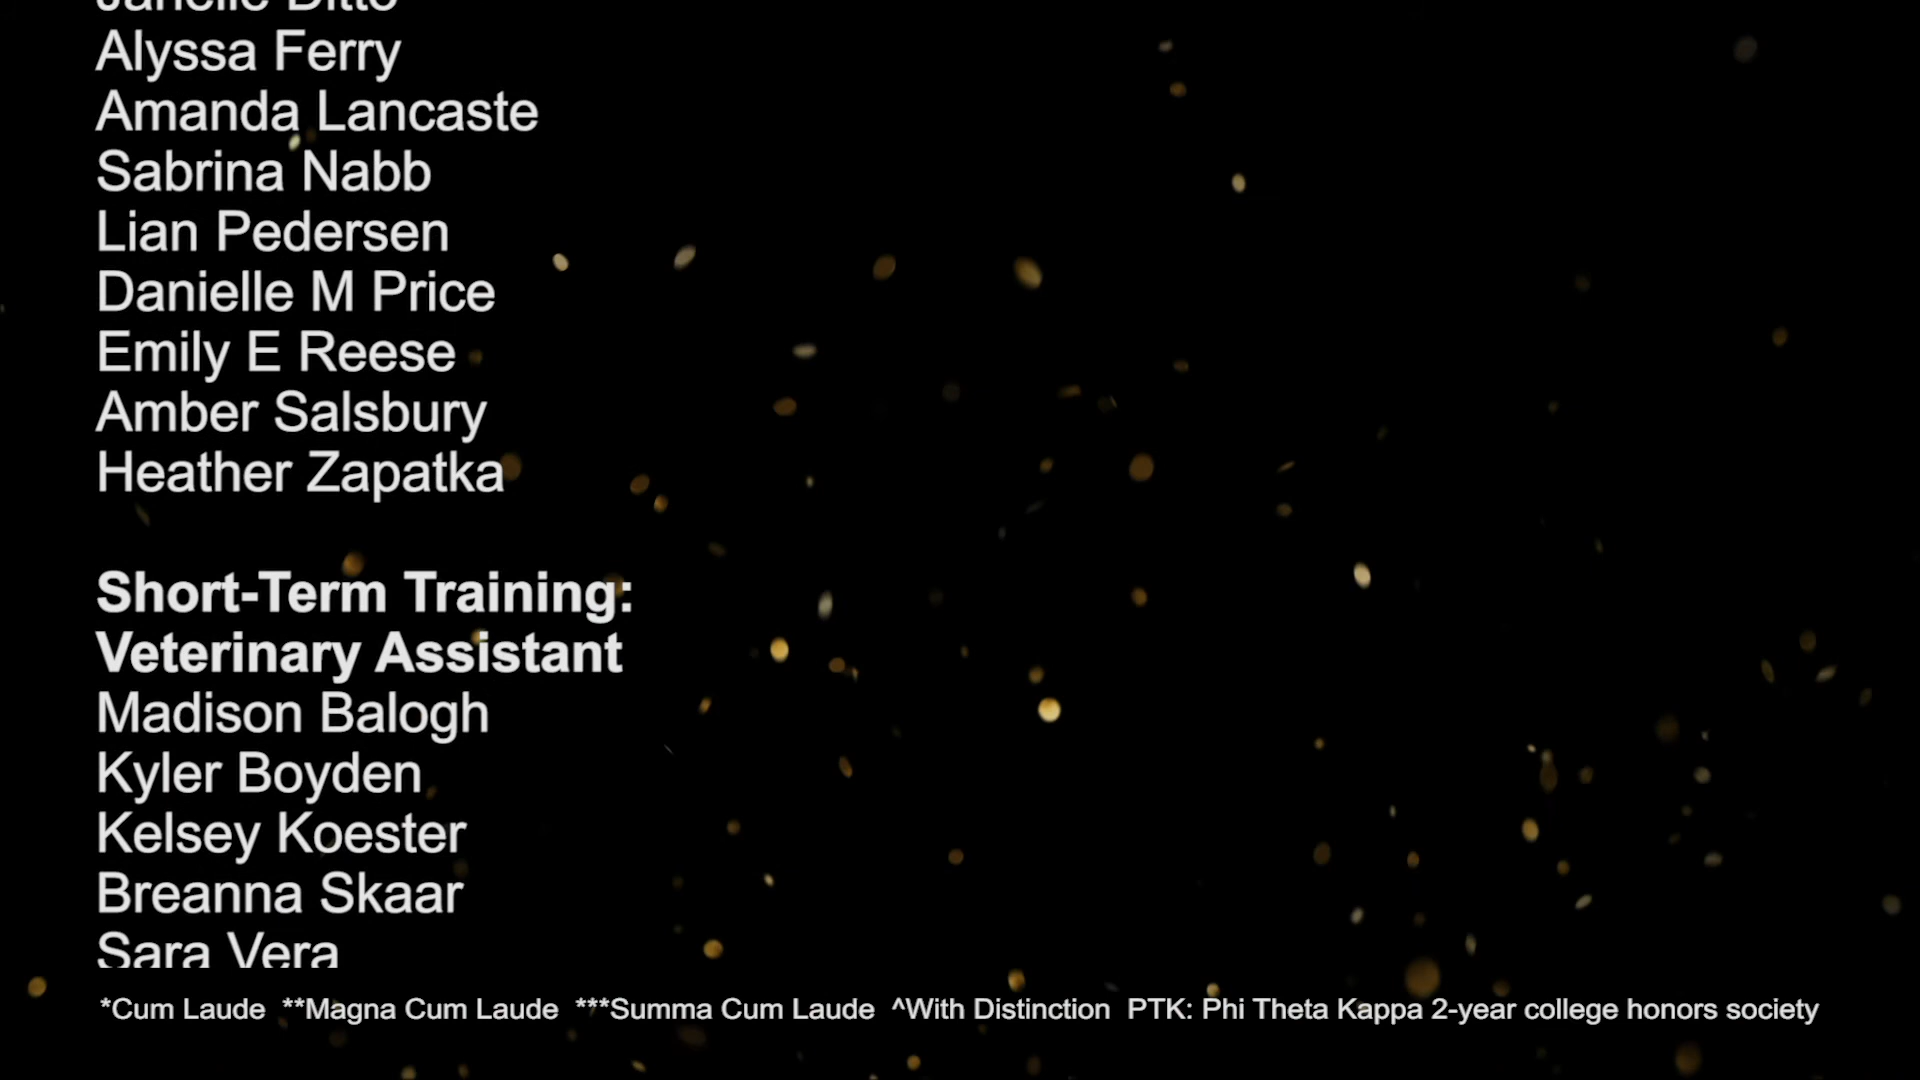 Janelle Ditto
Alyssa Ferry
Amanda Lancaste
Sabrina Nabb
Lian Pedersen
Danielle M Price
Emily E Reese
Amber Salsbury
Heather Zapatka
Short-Term Training:
Veterinary Assistant
Madison Balogh
Kyler Boyden
Kelsey Koester
Breanna Skaar
Sara Vera
*Cum Laude **Magna Cum Laude ***Summa Cum Laude ^With Distinction PTK: Phi Theta Kappa 2-year college honors society